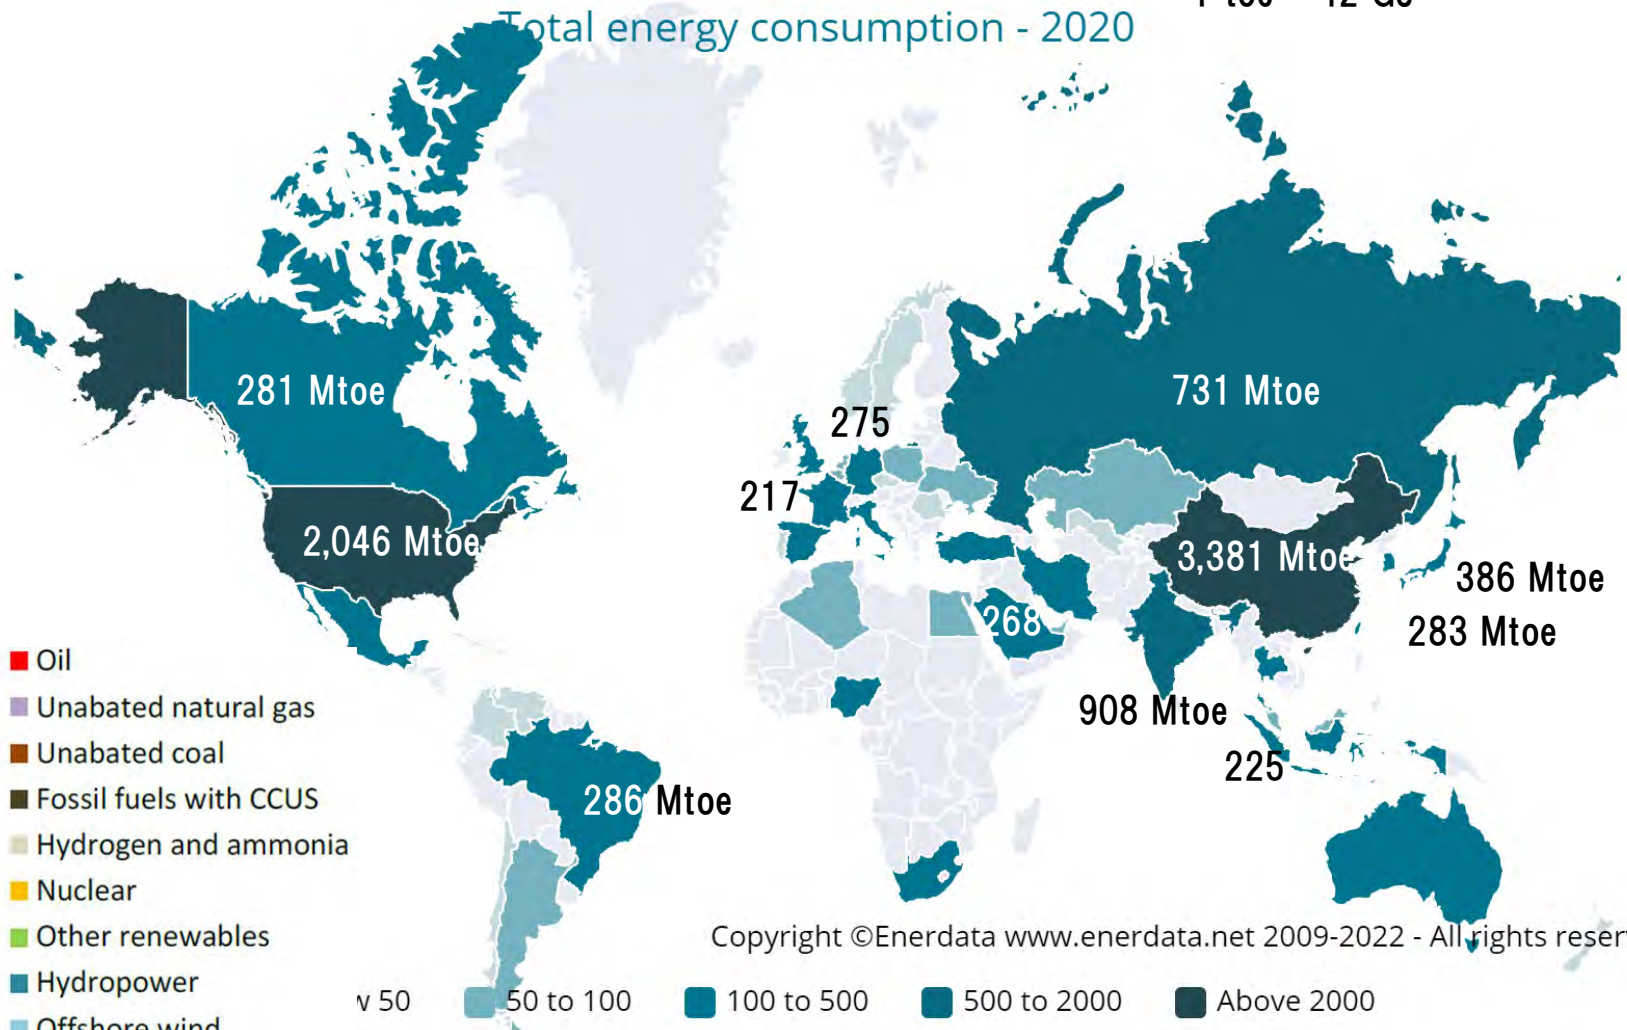 Total energy consumption - 2020
281 Mtoe
731 Mtoe
275
217
2,046 Mtoe
3,381 Mtoe
386 Mtoe
268
283 Mtoe
908 Mtoe
225
286 Mtoe
Oil
Unabated natural gas
Unabated coal
Fossil fuels with CCUS
Hydrogen and ammonia
Nuclear
Other renewables
Hydropower
Offshore wind
Copyright ©Enerdata www.enerdata.net 2009-2022 - All rights reser
50
50 to 100
100 to 500
500 to 2000
Above 2000